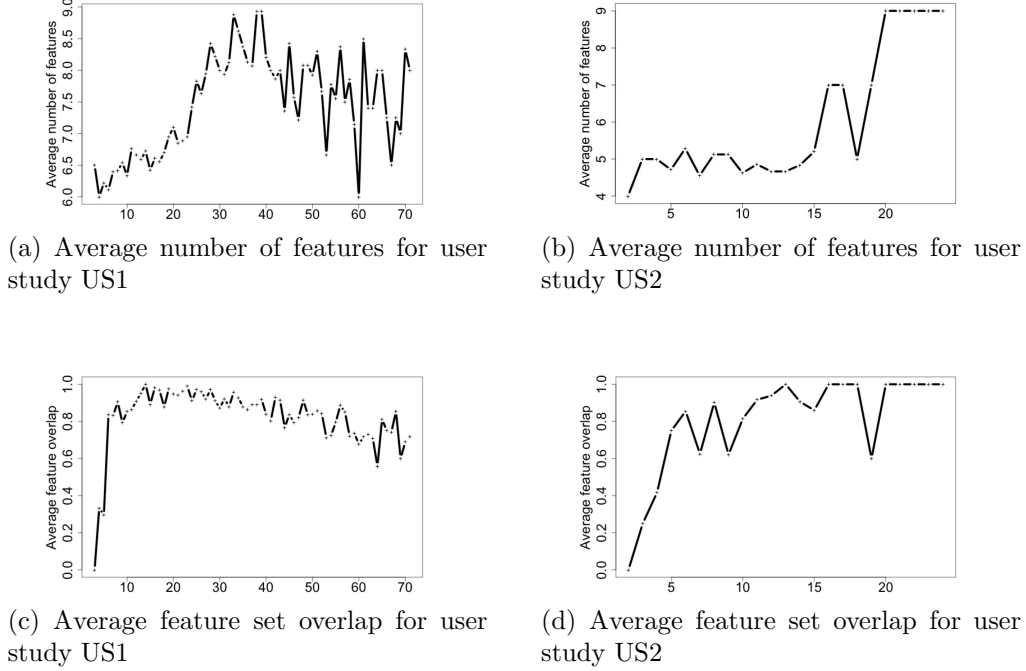 Average number of features
9.0
8.5
8.0
7.5
7.0
6.5
6.0
10 20 30 40 50 60 70
(a) Average number of features for user
study US1
Average number of features
9
7
6
5
4
5 10 15 20
(b) Average number of features for user
study US2
Average feature overlap
1.0
0.8
0.6
0.4
0.2
0.0
10 20 30 40 50 60 70
(c) Average feature set overlap for user
study US1
Average feature overlap
1.0
0.8
0.6
0.4
0.2
0.0
5 10 15 20
(d) Average feature set overlap for user
study US2